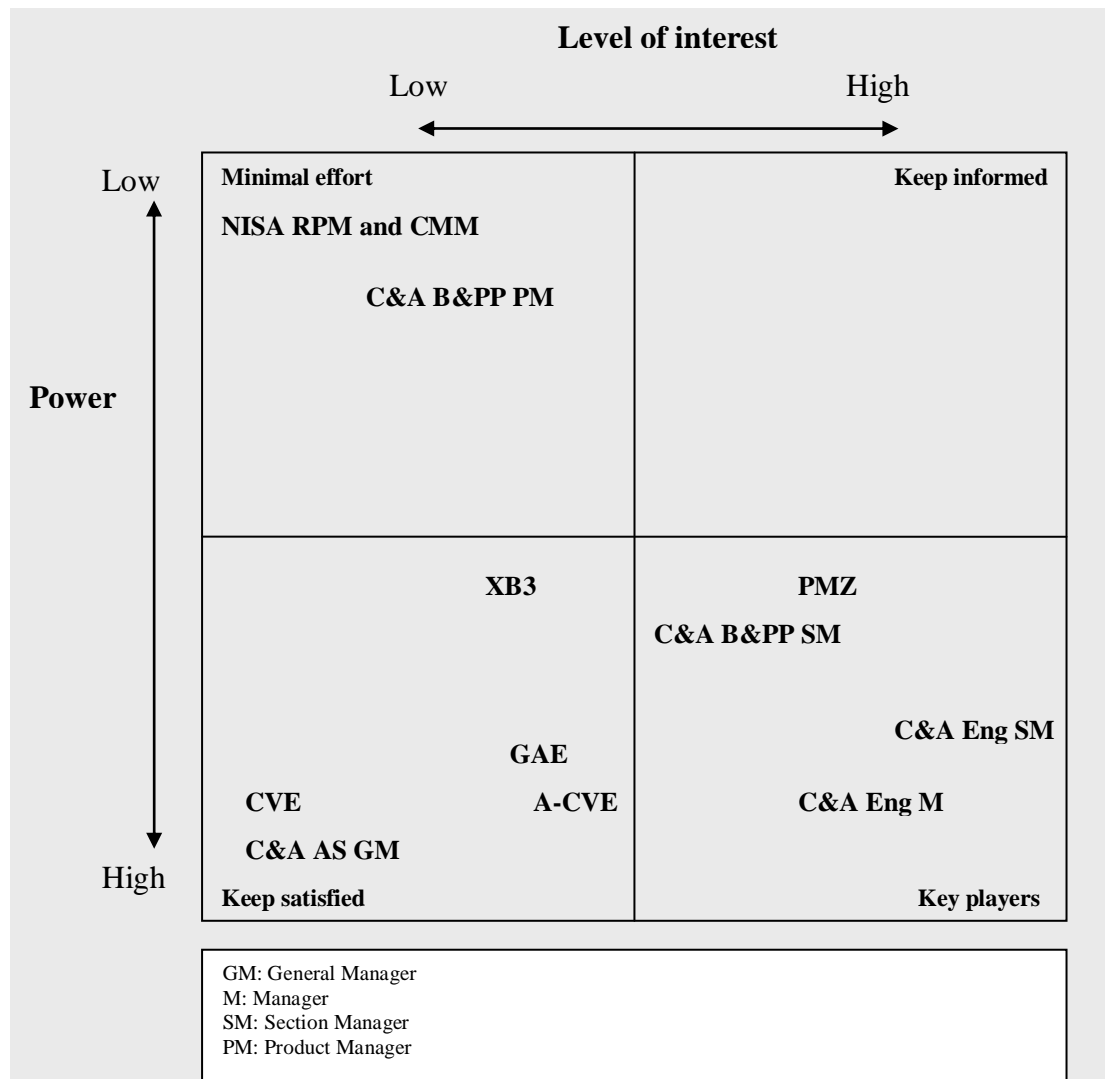 Level of interest
Low High
Low
Minimal effort Keep informed
NISA RPM and CMM
C&A B&PP PM
Power
XB3 PMZ
C&A B&PP SM
C&A Eng SM
GAE
CVE A-CVE C&A Eng M
C&A AS GM
High
Keep satisfied Key players
GM: General Manager
M: Manager
SM: Section Manager
PM: Product Manager